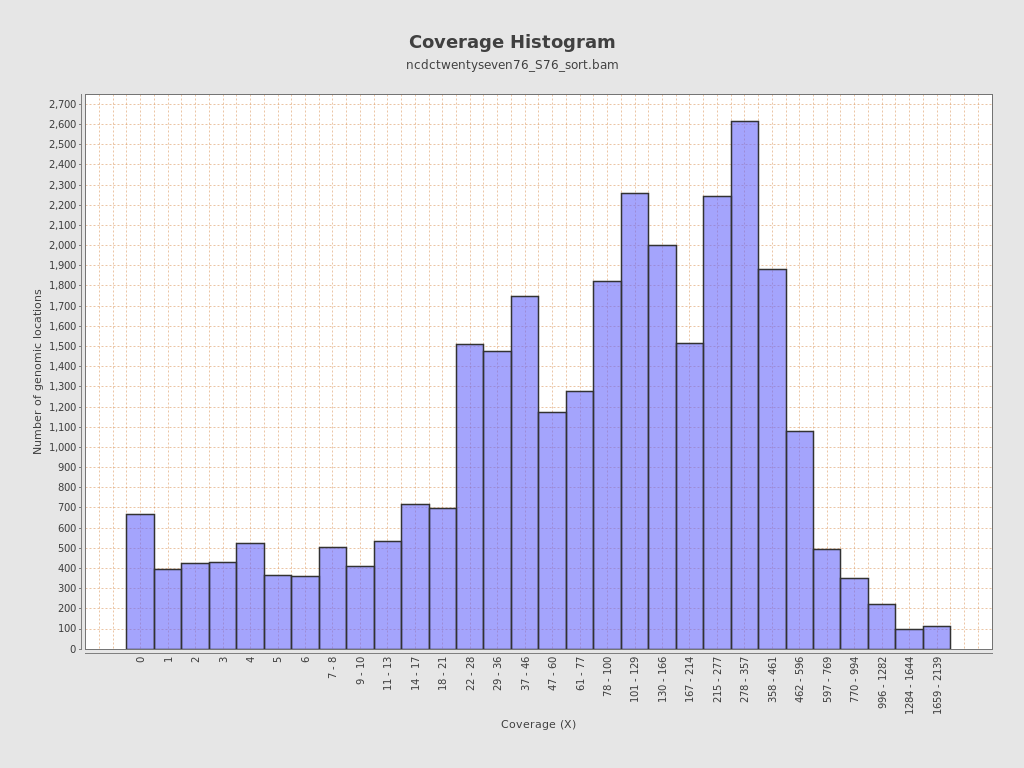 Coverage Histogram
ncdctwentyseven76_S76_sort.bam
2,700
2,600
2,500
2,400
2,300
2,200
2,100
2,000
1,900
1,800
1,700
1,600
1,500
1,400
1,300
1,200
1,100
1,000
900
800
700
600
500
400
300
200
100
0
Number of genomic locations
0
1
2
3
4
5
6
7 - 8
9 - 10
11 - 13
14 - 17
18 - 21
22 - 28
29 - 36
37 - 46
47 - 60
61 - 77
78 - 100
101 - 129
130 - 166
167 - 214
215 - 277
278 - 357
358 - 461
462 - 596
597 - 769
770 - 994
996 - 1282
1284 - 1644
1659 - 2139
Coverage (X)